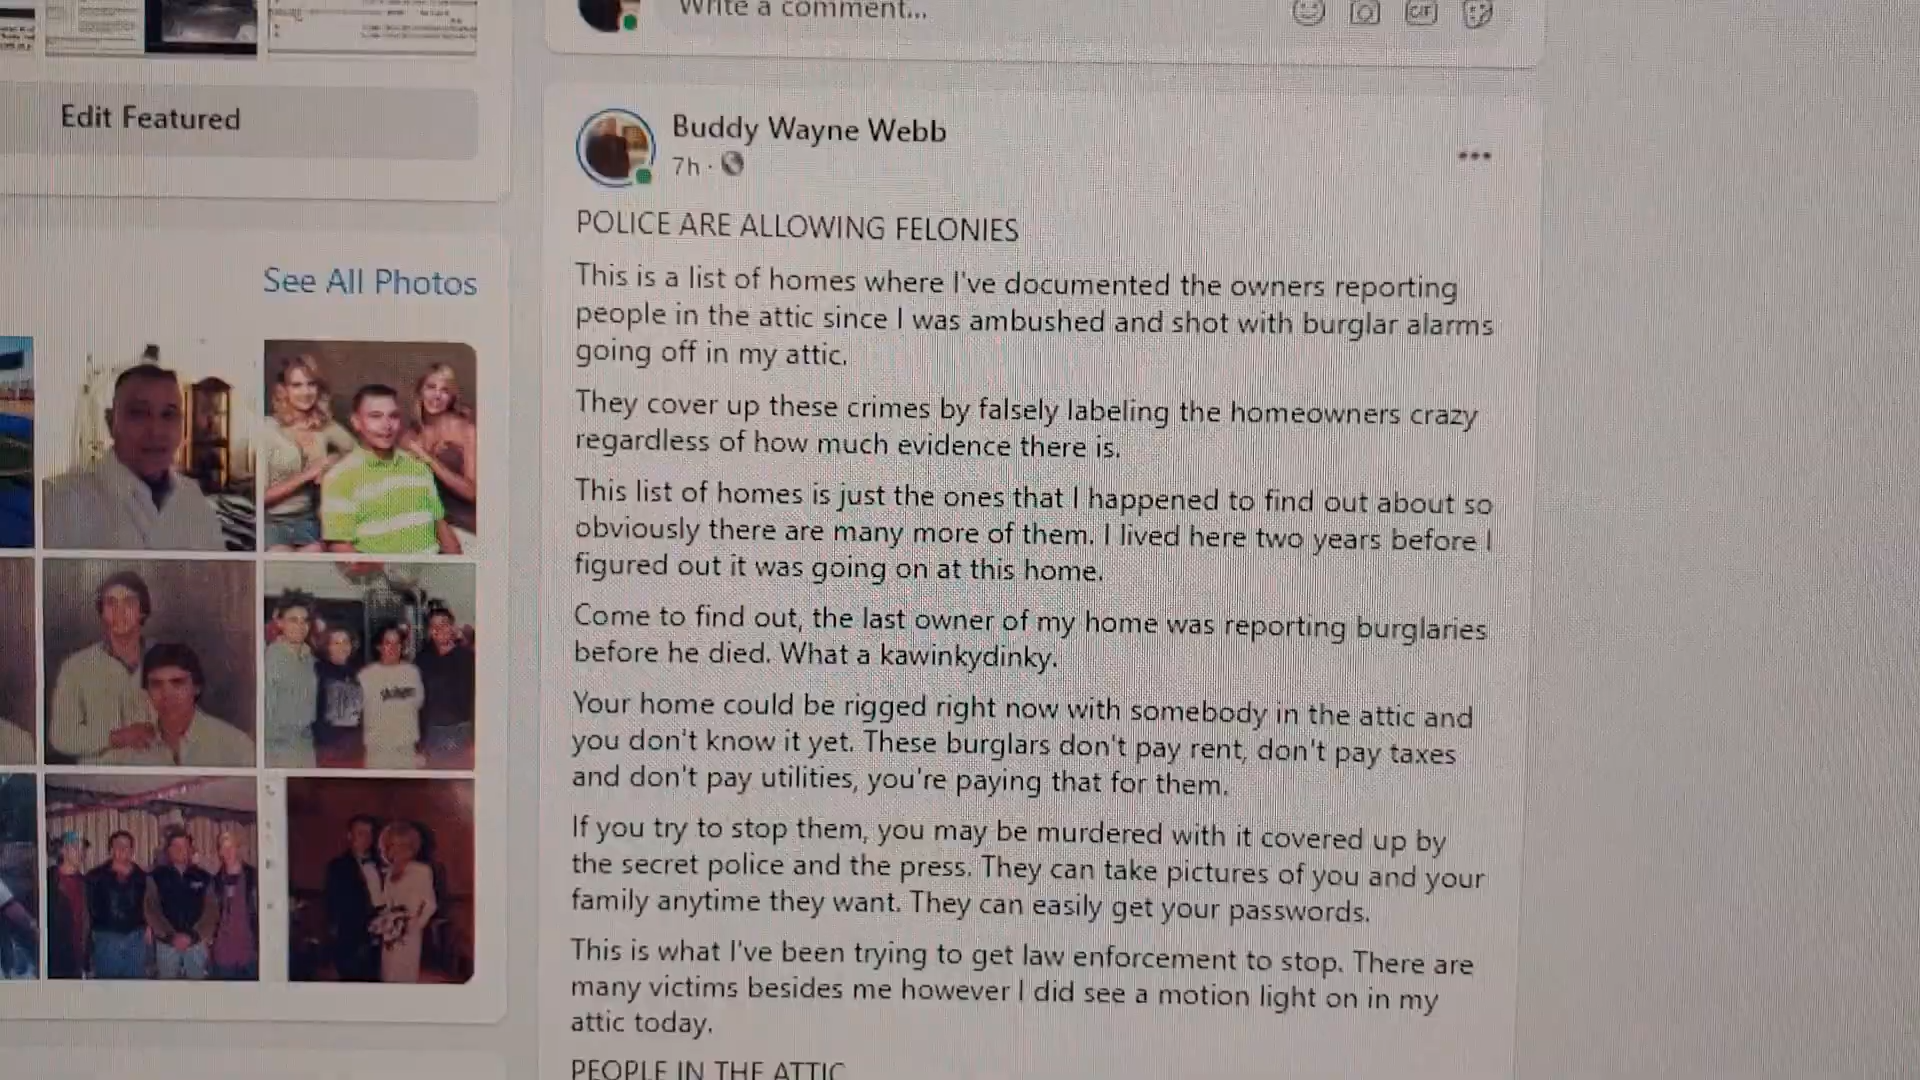 Write a comment...
GIF
Edit Featured
See All Photos
Buddy Wayne Webb
7h ·
POLICE ARE ALLOWING FELONIES
This is a list of homes where I've documented the owners reporting
people in the attic since I was ambushed and shot with burglar alarms
going off in my attic.
They cover up these crimes by falsely labeling the homeowners crazy
regardless of how much evidence there is.
This list of homes is just the ones that I happened to find out about so
obviously there are many more of them. I lived here two years before I
figured out it was going on at this home.
Come to find out, the last owner of my home was reporting burglaries
before he died. What a kawinkydinky.
Your home could be rigged right now with somebody in the attic and
you don't know it yet. These burglars don't pay rent, don't pay taxes
and don't pay utilities, you're paying that for them.
If you try to stop them, you may be murdered with it covered up by
the secret police and the press. They can take pictures of you and your
family anytime they want. They can easily get your passwords.
This is what I've been trying to get law enforcement to stop. There are
many victims besides me however I did see a motion light on in my
attic today.
PEOPLE IN THE ATTIC